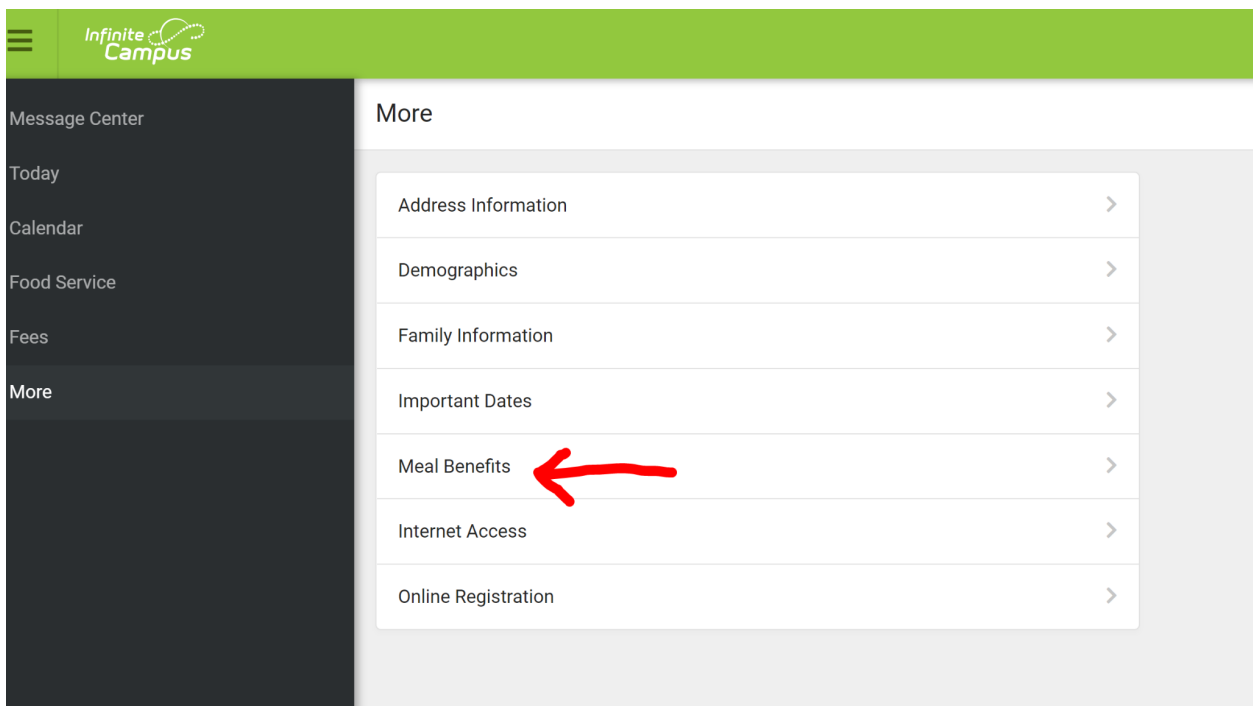 Infinite
Campus
Message Center
Today
Calendar
Food Service
Fees
More
More
Address Information
Demographics
Family Information
Important Dates
Meal Benefits
Internet Access
Online Registration